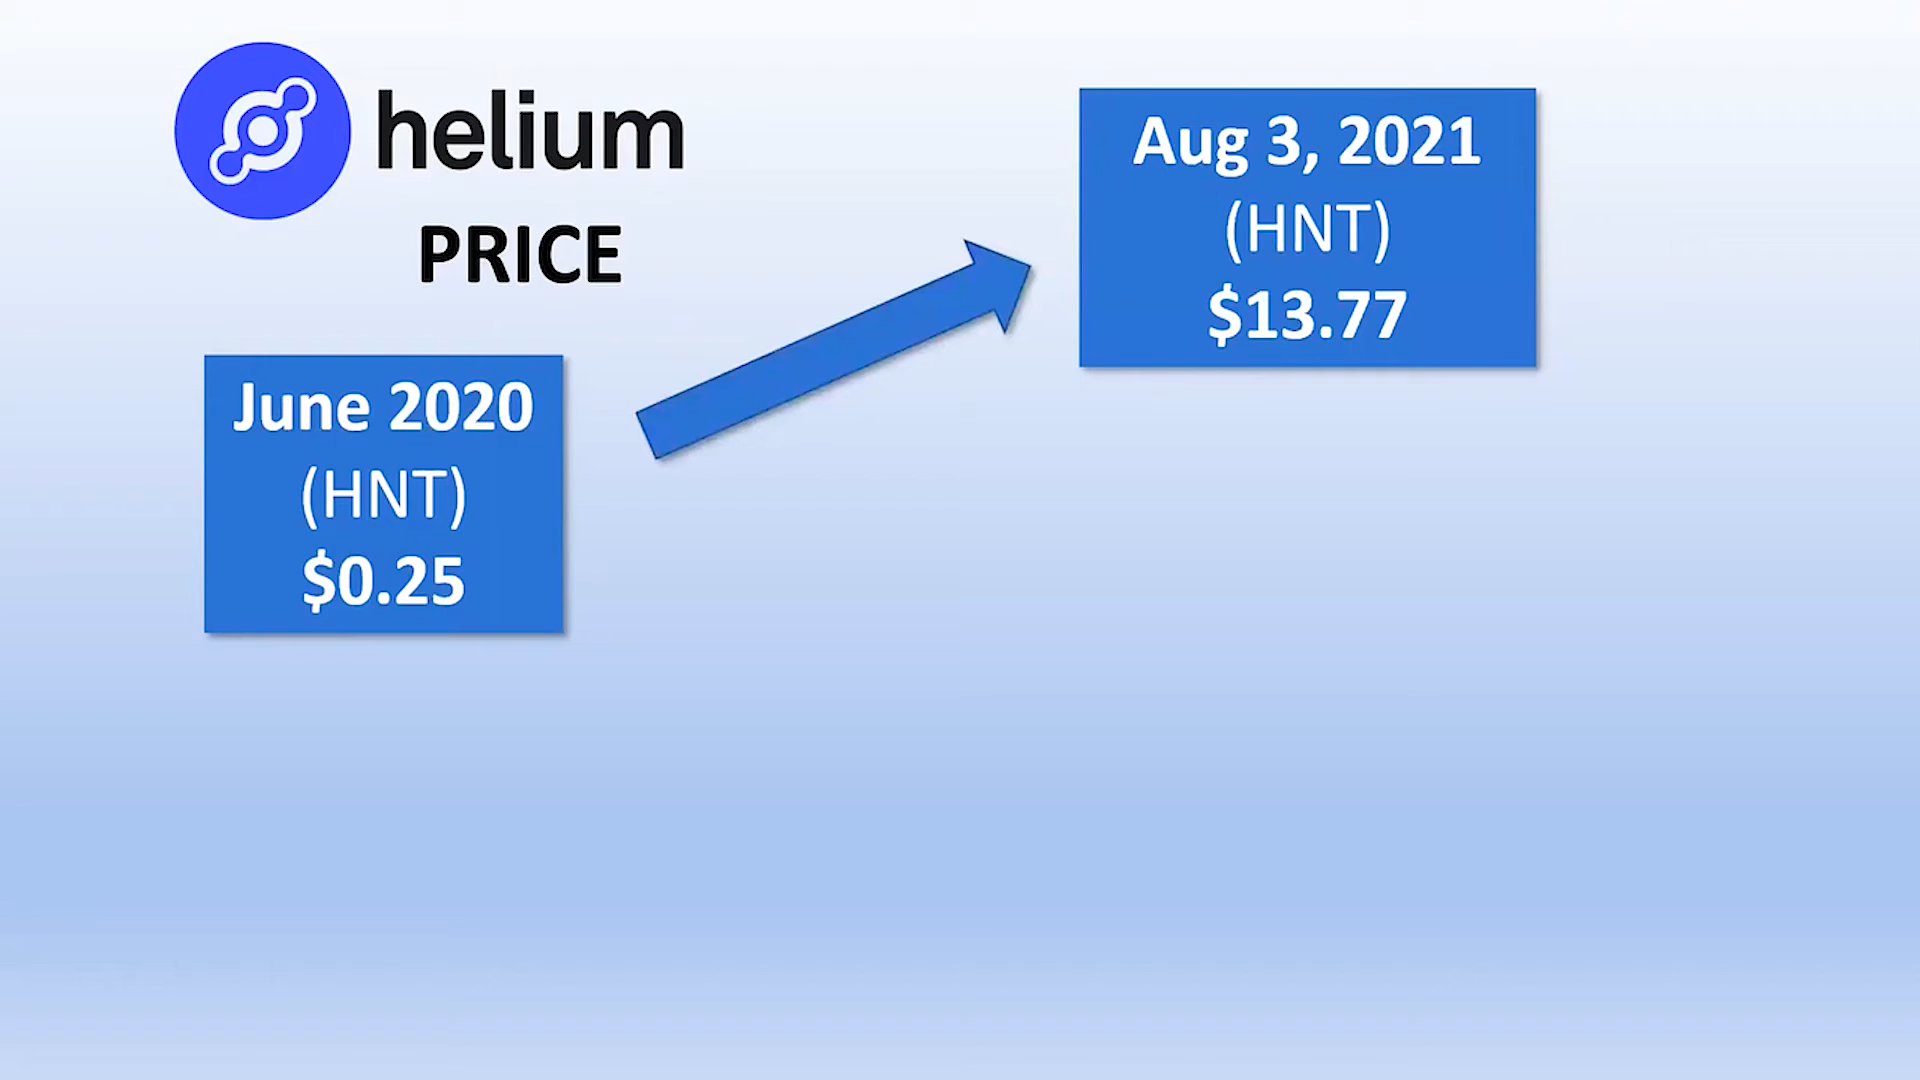 helium
PRICE
June 2020
(HNT)
$0.25
Aug 3, 2021
(HNT)
$13.77